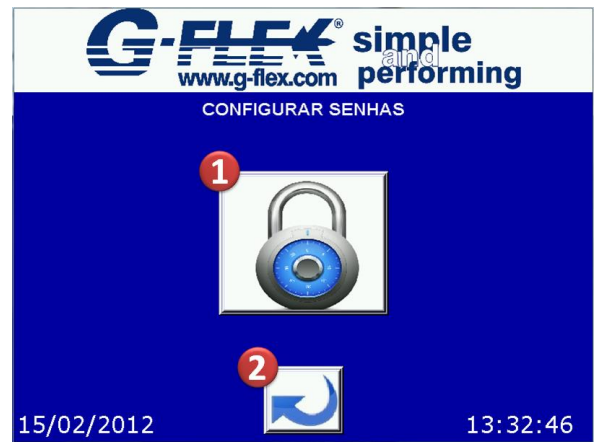 G-FLEX® simple
and
www.g-flex.com performing
CONFIGURAR SENHAS
1
2
15/02/2012 13:32:46